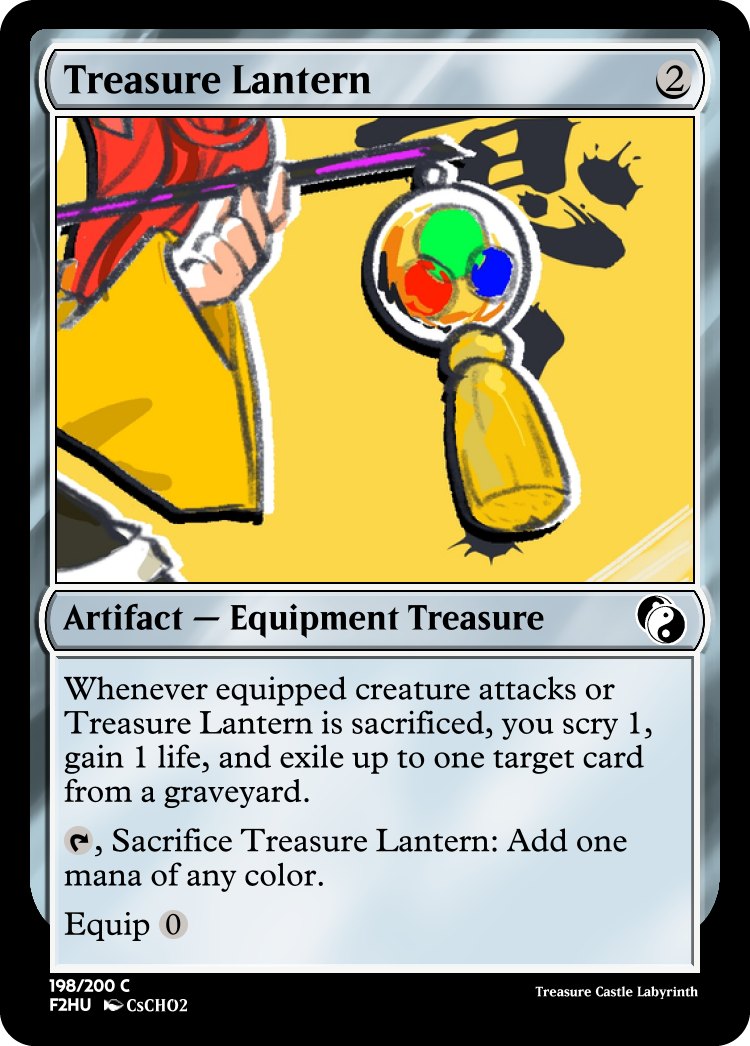 Treasure Lantern 2
Artifact — Equipment Treasure
Whenever equipped creature attacks or
Treasure Lantern is sacrificed, you scry 1,
gain 1 life, and exile up to one target card
from a graveyard.
, Sacrifice Treasure Lantern: Add one
mana of any color.
Equip 0
198/200 C
F2HU CsCHO2
Treasure Castle Labyrinth